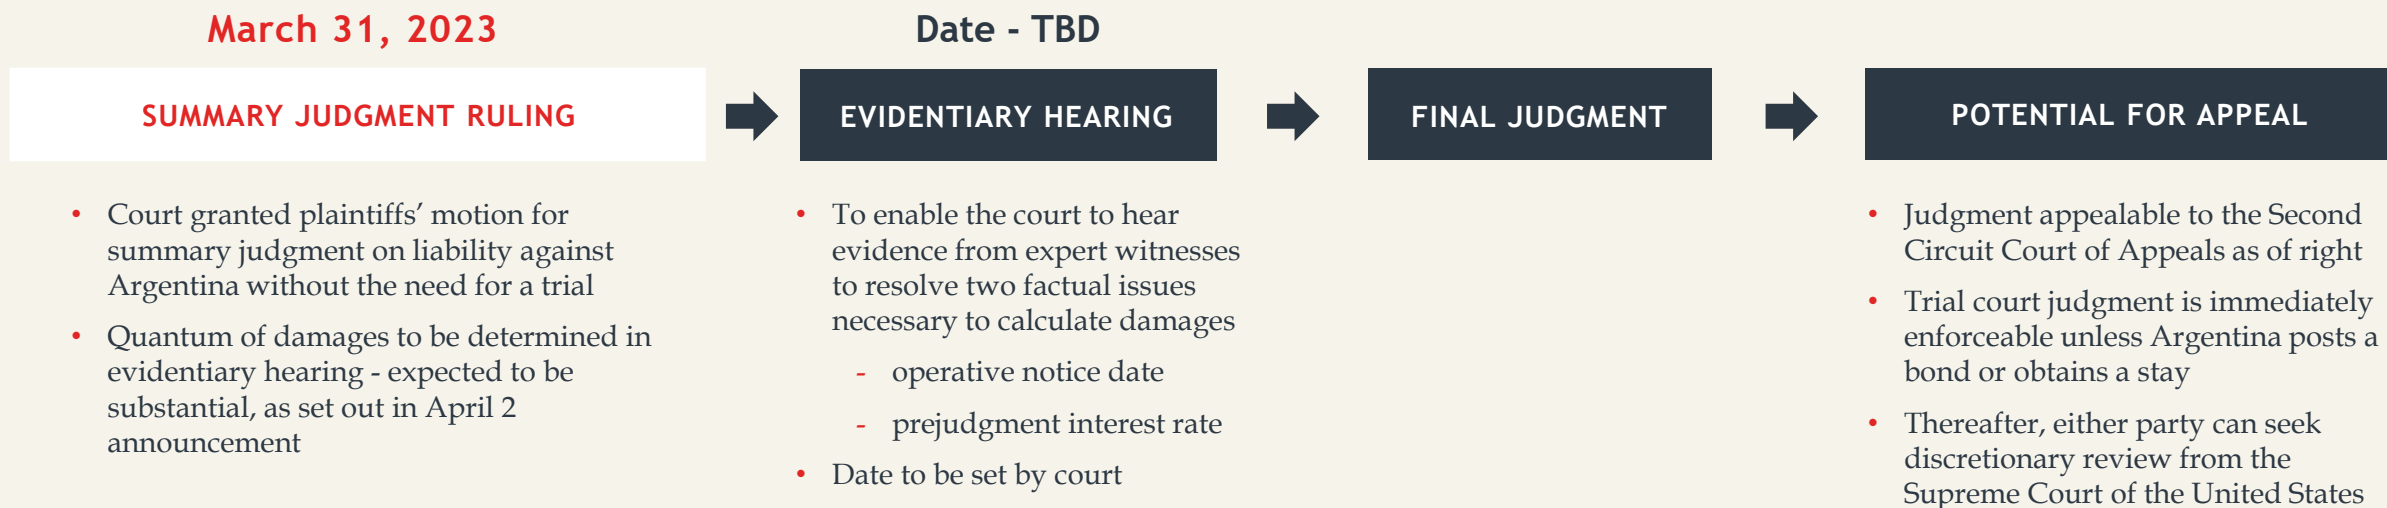 March 31, 2023
SUMMARY JUDGMENT RULING
• Court granted plaintiffs’ motion for
summary judgment on liability against
Argentina without the need for a trial
• Quantum of damages to be determined in
evidentiary hearing - expected to be
substantial, as set out in April 2
announcement
Date - TBD
EVIDENTIARY HEARING
• To enable the court to hear
evidence from expert witnesses
to resolve two factual issues
necessary to calculate damages
- operative notice date
- prejudgment interest rate
• Date to be set by court
FINAL JUDGMENT
POTENTIAL FOR APPEAL
• Judgment appealable to the Second
Circuit Court of Appeals as of right
• Trial court judgment is immediately
enforceable unless Argentina posts a
bond or obtains a stay
• Thereafter, either party can seek
discretionary review from the
Supreme Court of the United States